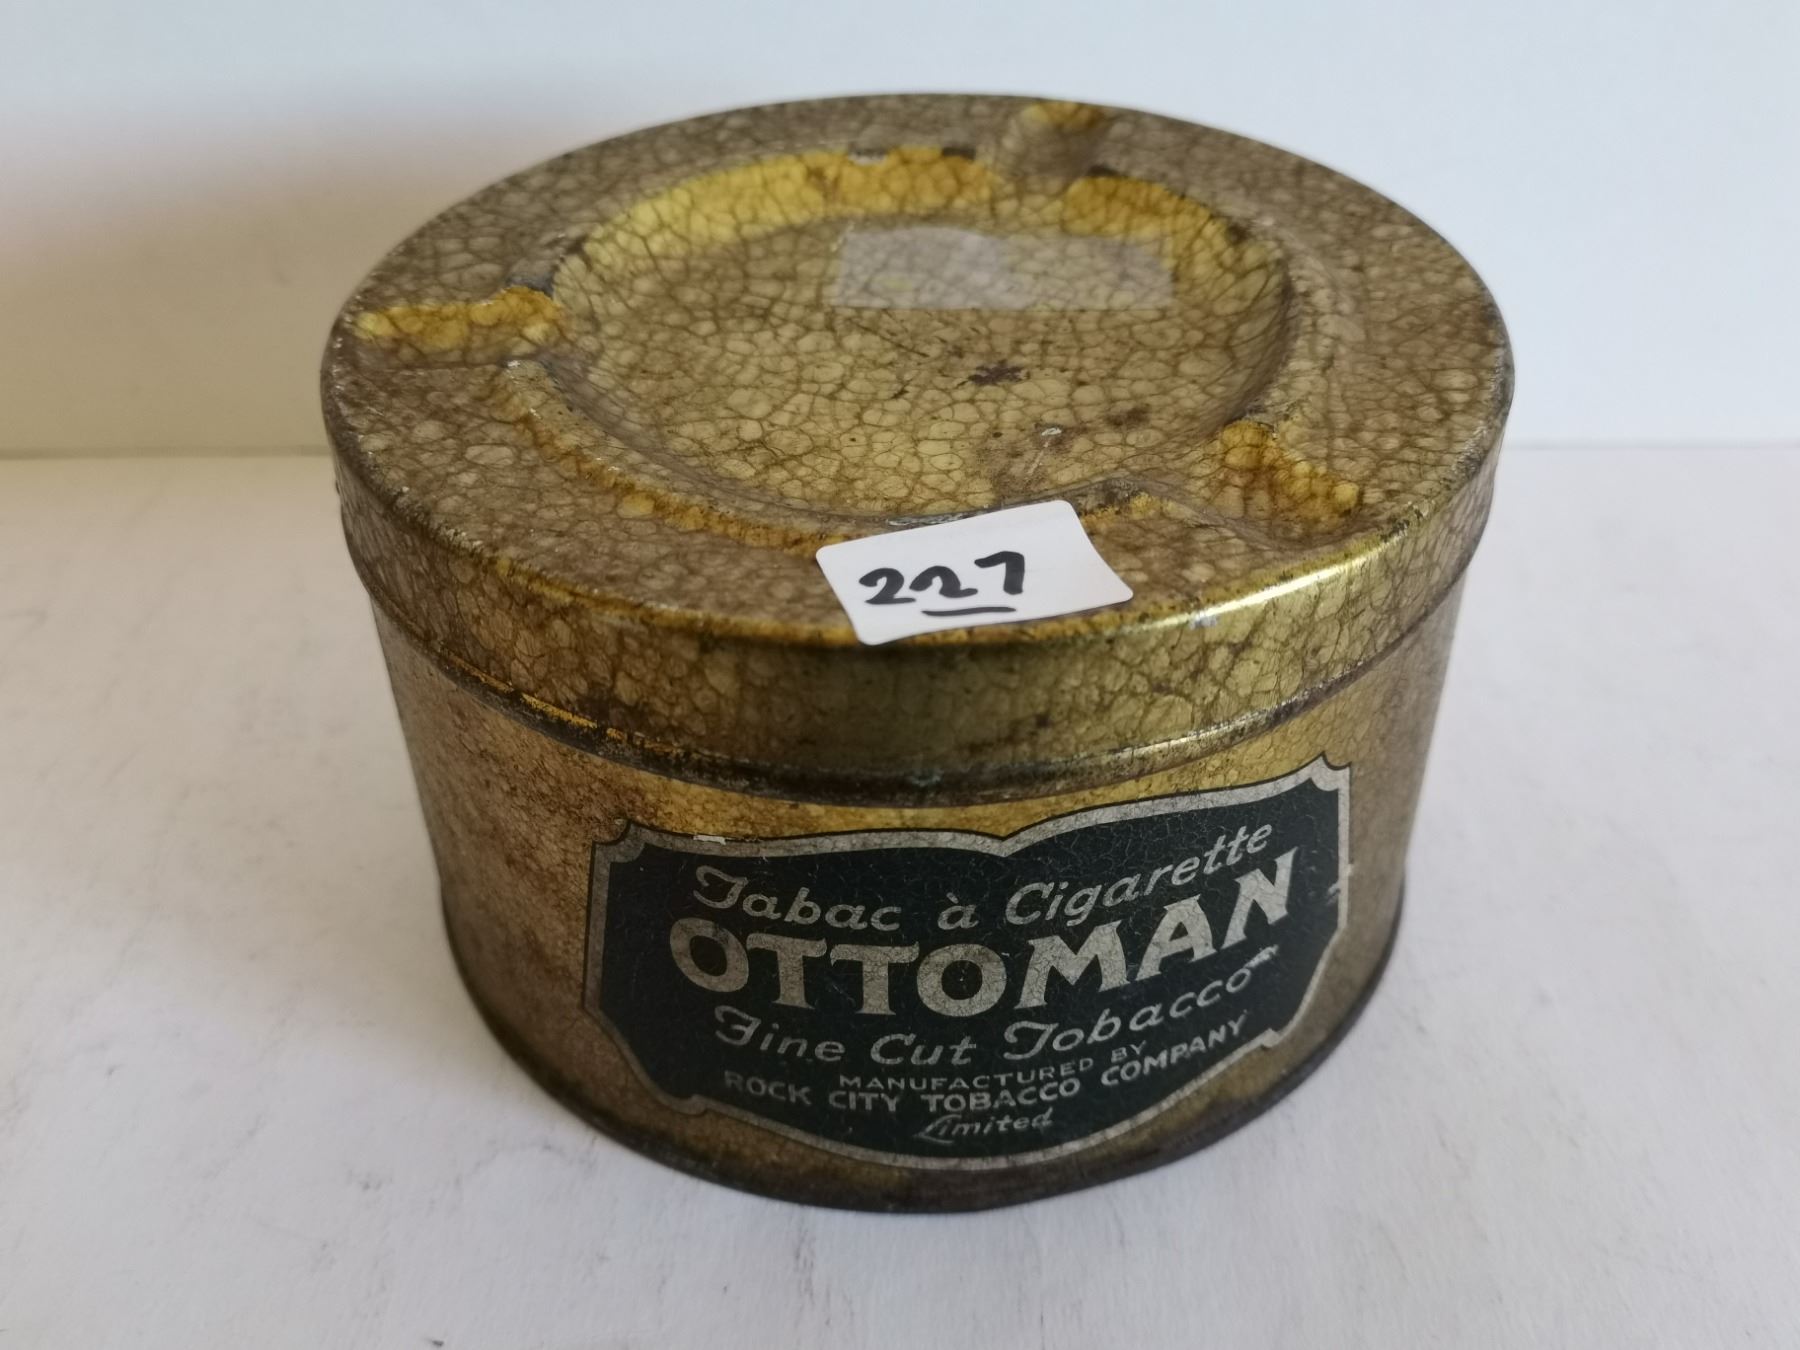 227
Tabac à Cigarette
OTTOMAN
Fine Cut Tobacco
MANUFACTURED BY
ROCK CITY TOBACCO COMPANY
Limited